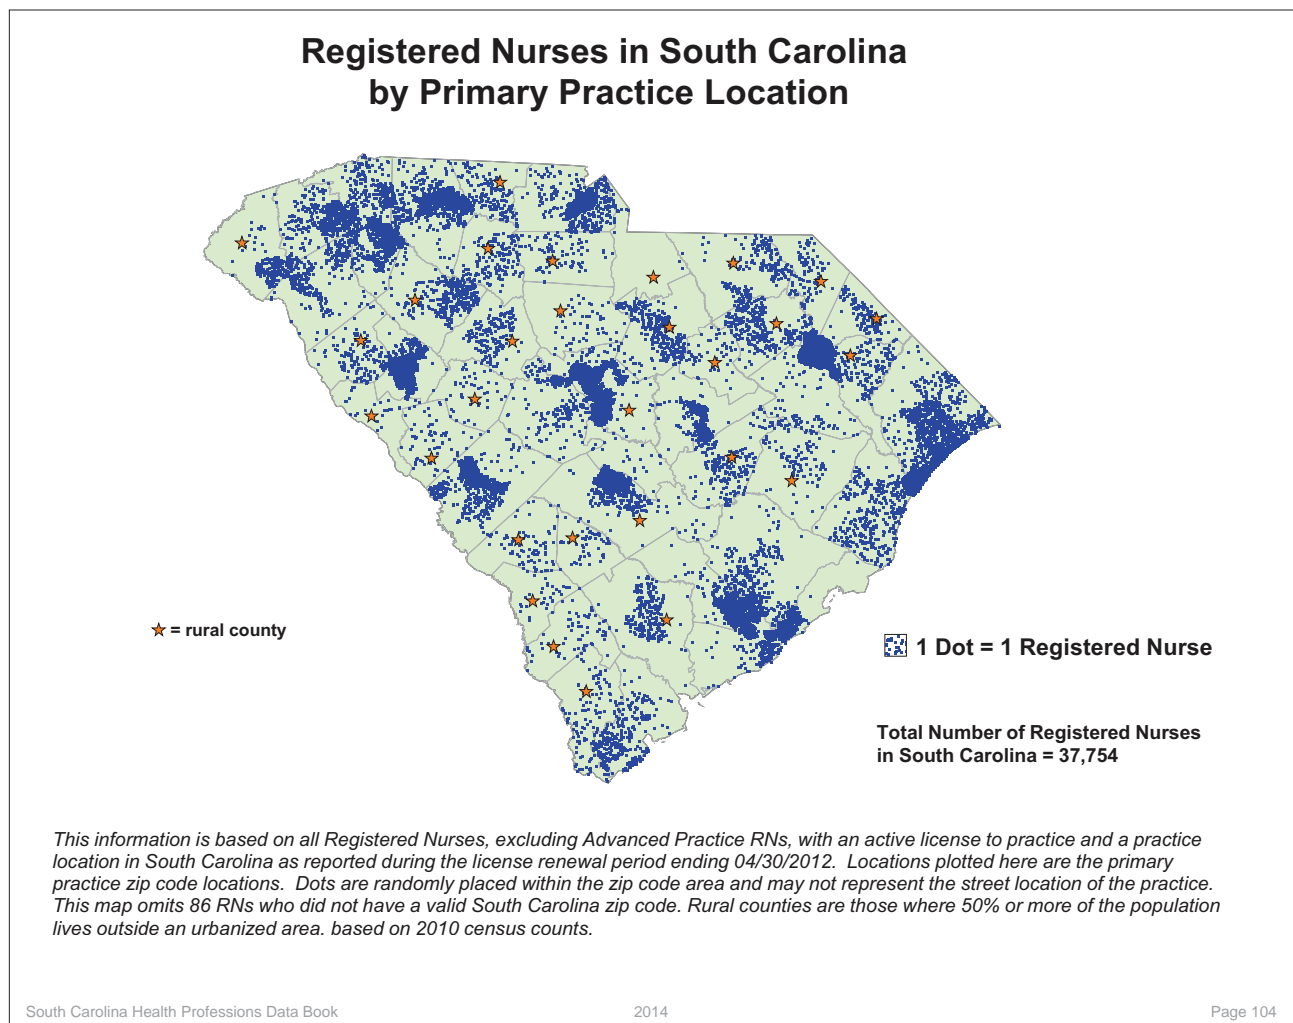 Registered Nurses in South Carolina
by Primary Practice Location
= rural county
1 Dot = 1 Registered Nurse
Total Number of Registered Nurses
in South Carolina = 37,754
This information is based on all Registered Nurses, excluding Advanced Practice RNs, with an active license to practice and a practice
location in South Carolina as reported during the license renewal period ending 04/30/2012.  Locations plotted here are the primary
practice zip code locations.  Dots are randomly placed within the zip code area and may not represent the street location of the practice.
This map omits 86 RNs who did not have a valid South Carolina zip code. Rural counties are those where 50% or more of the population
lives outside an urbanized area. based on 2010 census counts.
South Carolina Health Professions Data Book
2014
Page 104